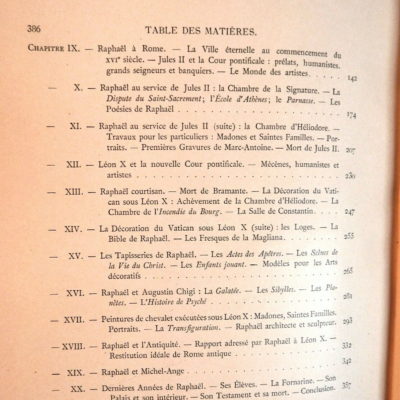 386 TABLE DES MATIÈRES.
CHAPITRE IX. — Raphaël à Rome. — La Ville éternelle au commencement du
XVIe siècle. — Jules II et la Cour pontificale : prélats, humanistes,
grands seigneurs et banquiers. — Le Monde des artistes. 142
— X. — Raphaël au service de Jules II : la Chambre de la Signature. — La
Dispute du Saint-Sacrement; l'École d'Athènes; le Parnasse. — Les
Poésies de Raphaël 174
— XI. — Raphaël au service de Jules II (suite) : la Chambre d'Héliodore. —
Travaux pour les particuliers : Madones et Saintes Familles. — Por-
traits. — Premières Gravures de Marc-Antoine. — Mort de Jules II. 207
— XII. — Léon X et la nouvelle Cour pontificale. — Mécènes, humanistes et
artistes 230
— XIII. — Raphaël courtisan. — Mort de Bramante. — La Décoration du Vati-
can sous Léon X : Achèvement de la Chambre d'Héliodore. — La
Chambre de l'Incendie du Bourg. — La Salle de Constantin. 247
— XIV. — La Décoration du Vatican sous Léon X (suite) : les Loges. — La
Bible de Raphaël. — Les Fresques de la Magliana. 255
— XV. — Les Tapisseries de Raphaël. — Les Actes des Apôtres. — Les Scènes de
la Vie du Christ. — Les Enfants jouant. — Modèles pour les Arts
décoratifs 268
— XVI. — Raphaël et Augustin Chigi : La Galatée. — Les Sibylles. — Les Pla-
nètes. — L'Histoire de Psyché 283
— XVII. — Peintures de chevalet exécutées sous Léon X : Madones, Saintes Familles.
Portraits. — La Transfiguration. — Raphaël architecte et sculpteur. 293
— XVIII. — Raphaël et l'Antiquité. — Rapport adressé par Raphaël à Léon X. —
Restitution idéale de Rome antique 332
— XIX. — Raphaël et Michel-Ange 342
— XX. — Dernières Années de Raphaël. — Ses Élèves. — La Fornarine. — Son
Palais et son intérieur. — Son Testament et sa mort. — Conclusion. 357